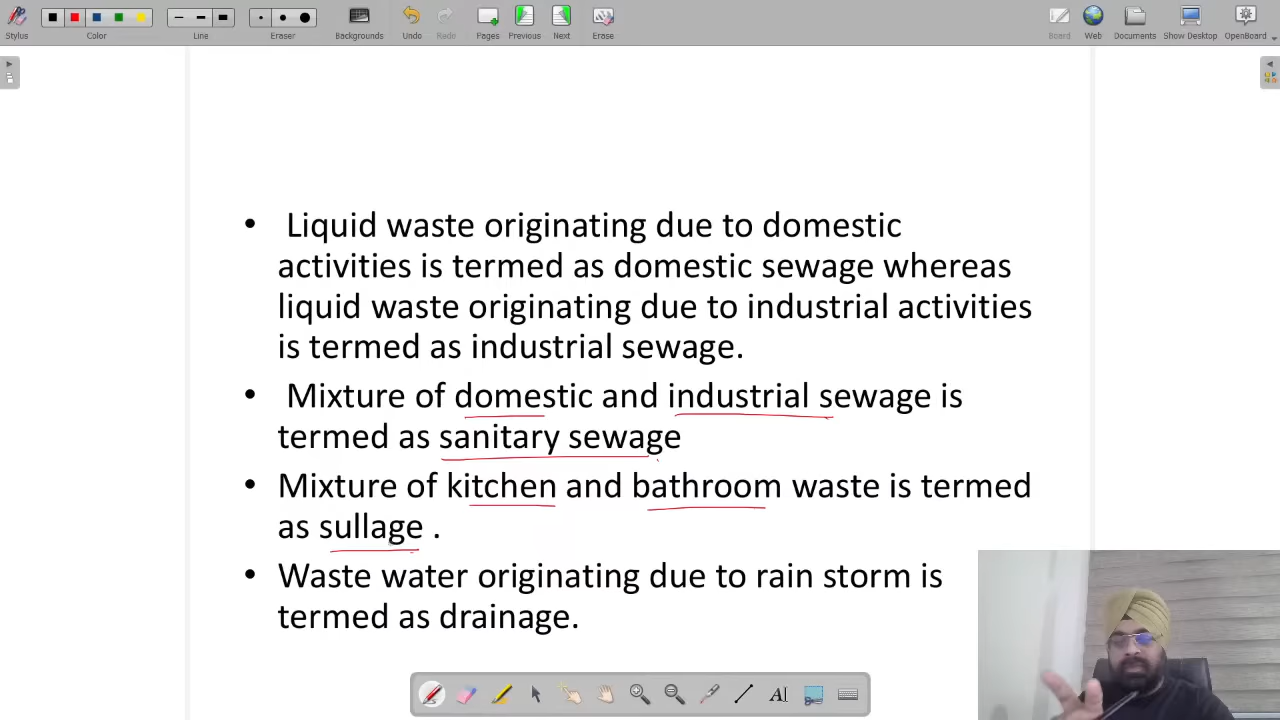 Stylus Color Line Eraser Backgrounds Undo Redo Pages Previous Next Erase Board Web Documents Show Desktop OpenBoard
• Liquid waste originating due to domestic
activities is termed as domestic sewage whereas
liquid waste originating due to industrial activities
is termed as industrial sewage.
• Mixture of domestic and industrial sewage is
termed as sanitary sewage
• Mixture of kitchen and bathroom waste is termed
as sullage .
• Waste water originating due to rain storm is
termed as drainage.